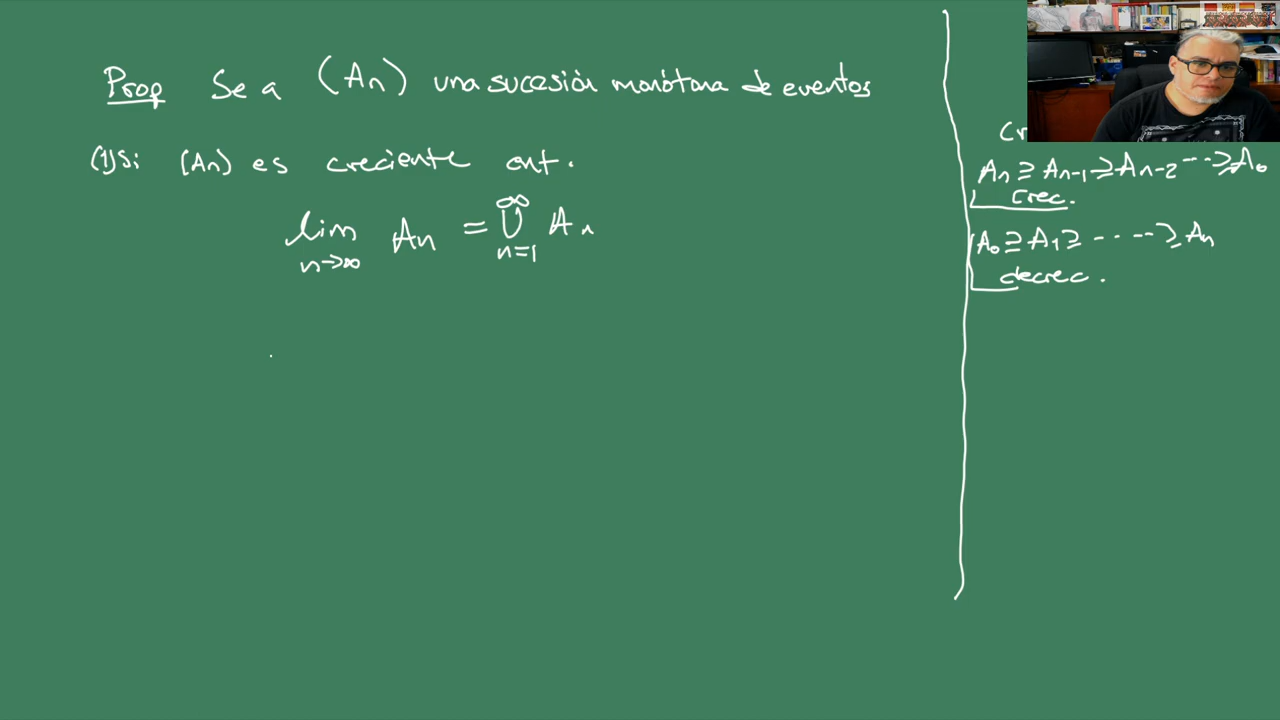 Prop Sea (An) una sucesión monótona de eventos
(1) Si (An) es creciente ent.
lim An = ∪ An
n→∞ n=1 ∞
Cr
An ≥ An-1 ≥ An-2 ---≥ A0
Crec.
A0 ≥ A1 ≥ -----≥ An
decrec.